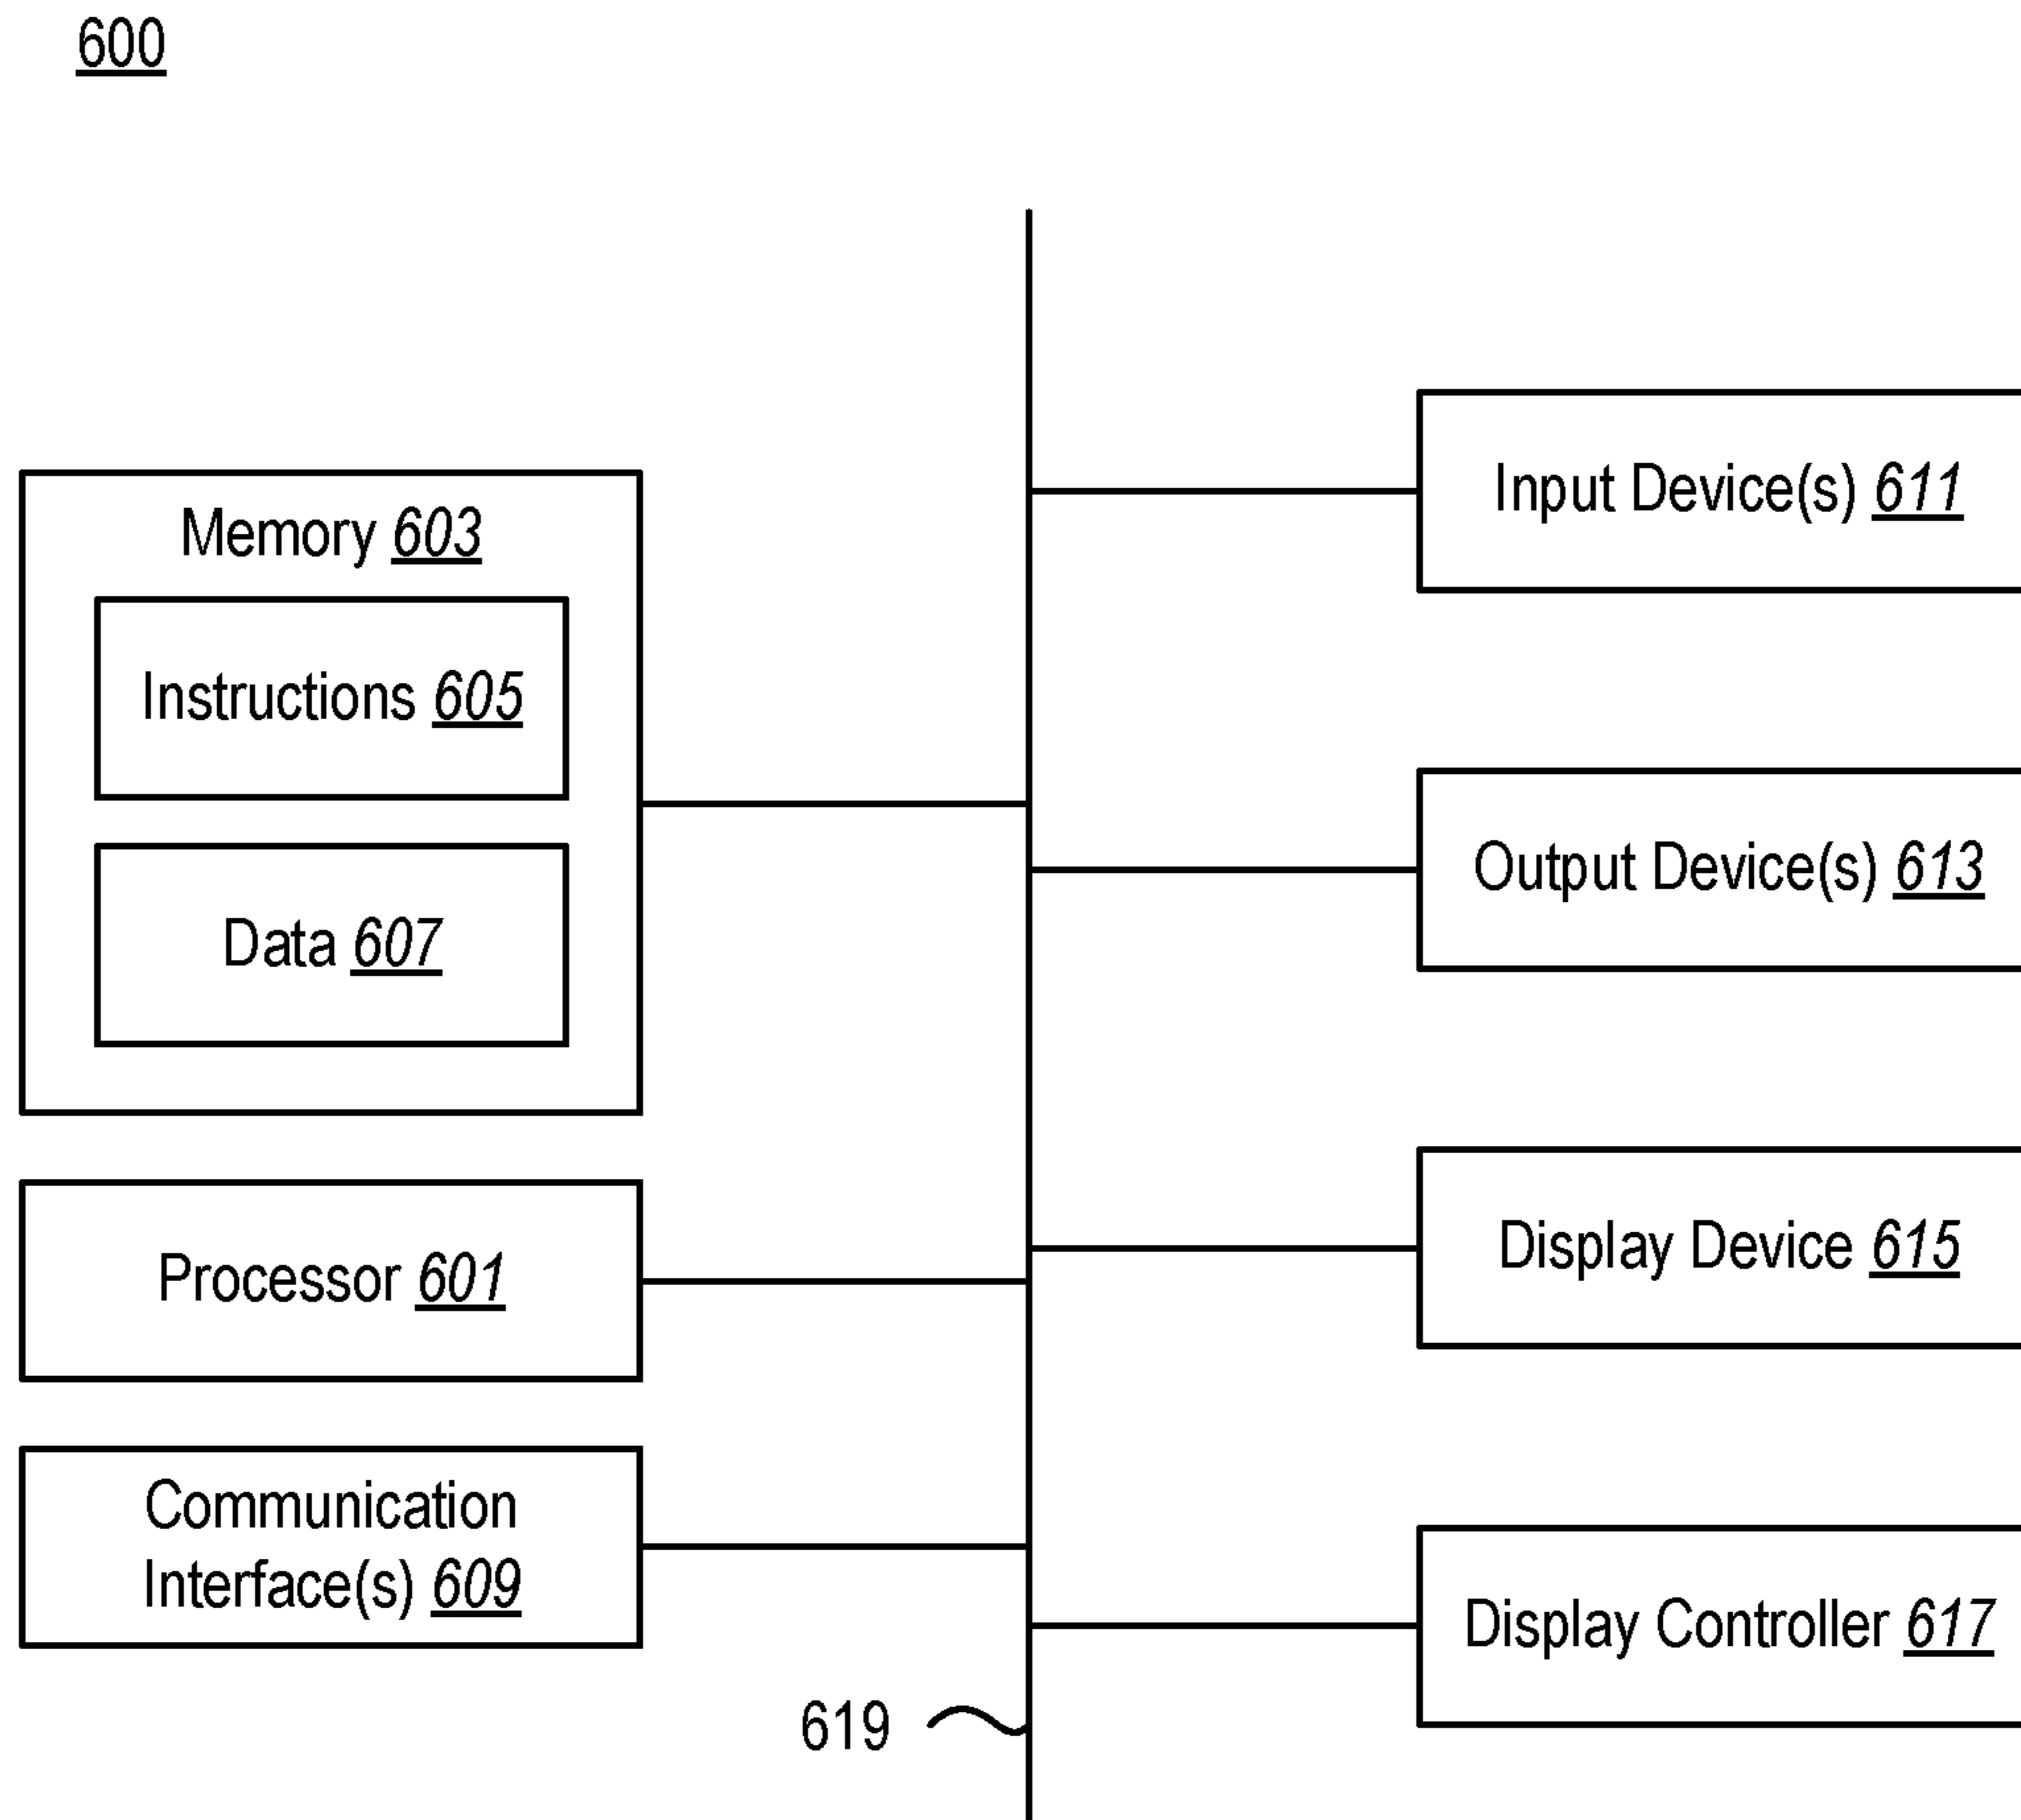 600
Memory 603
Instructions 605
Data 607
Processor 601
Communication
Interface(s) 609
Input Device(s) 611
Output Device(s) 613
Display Device 615
Display Controller 617
619